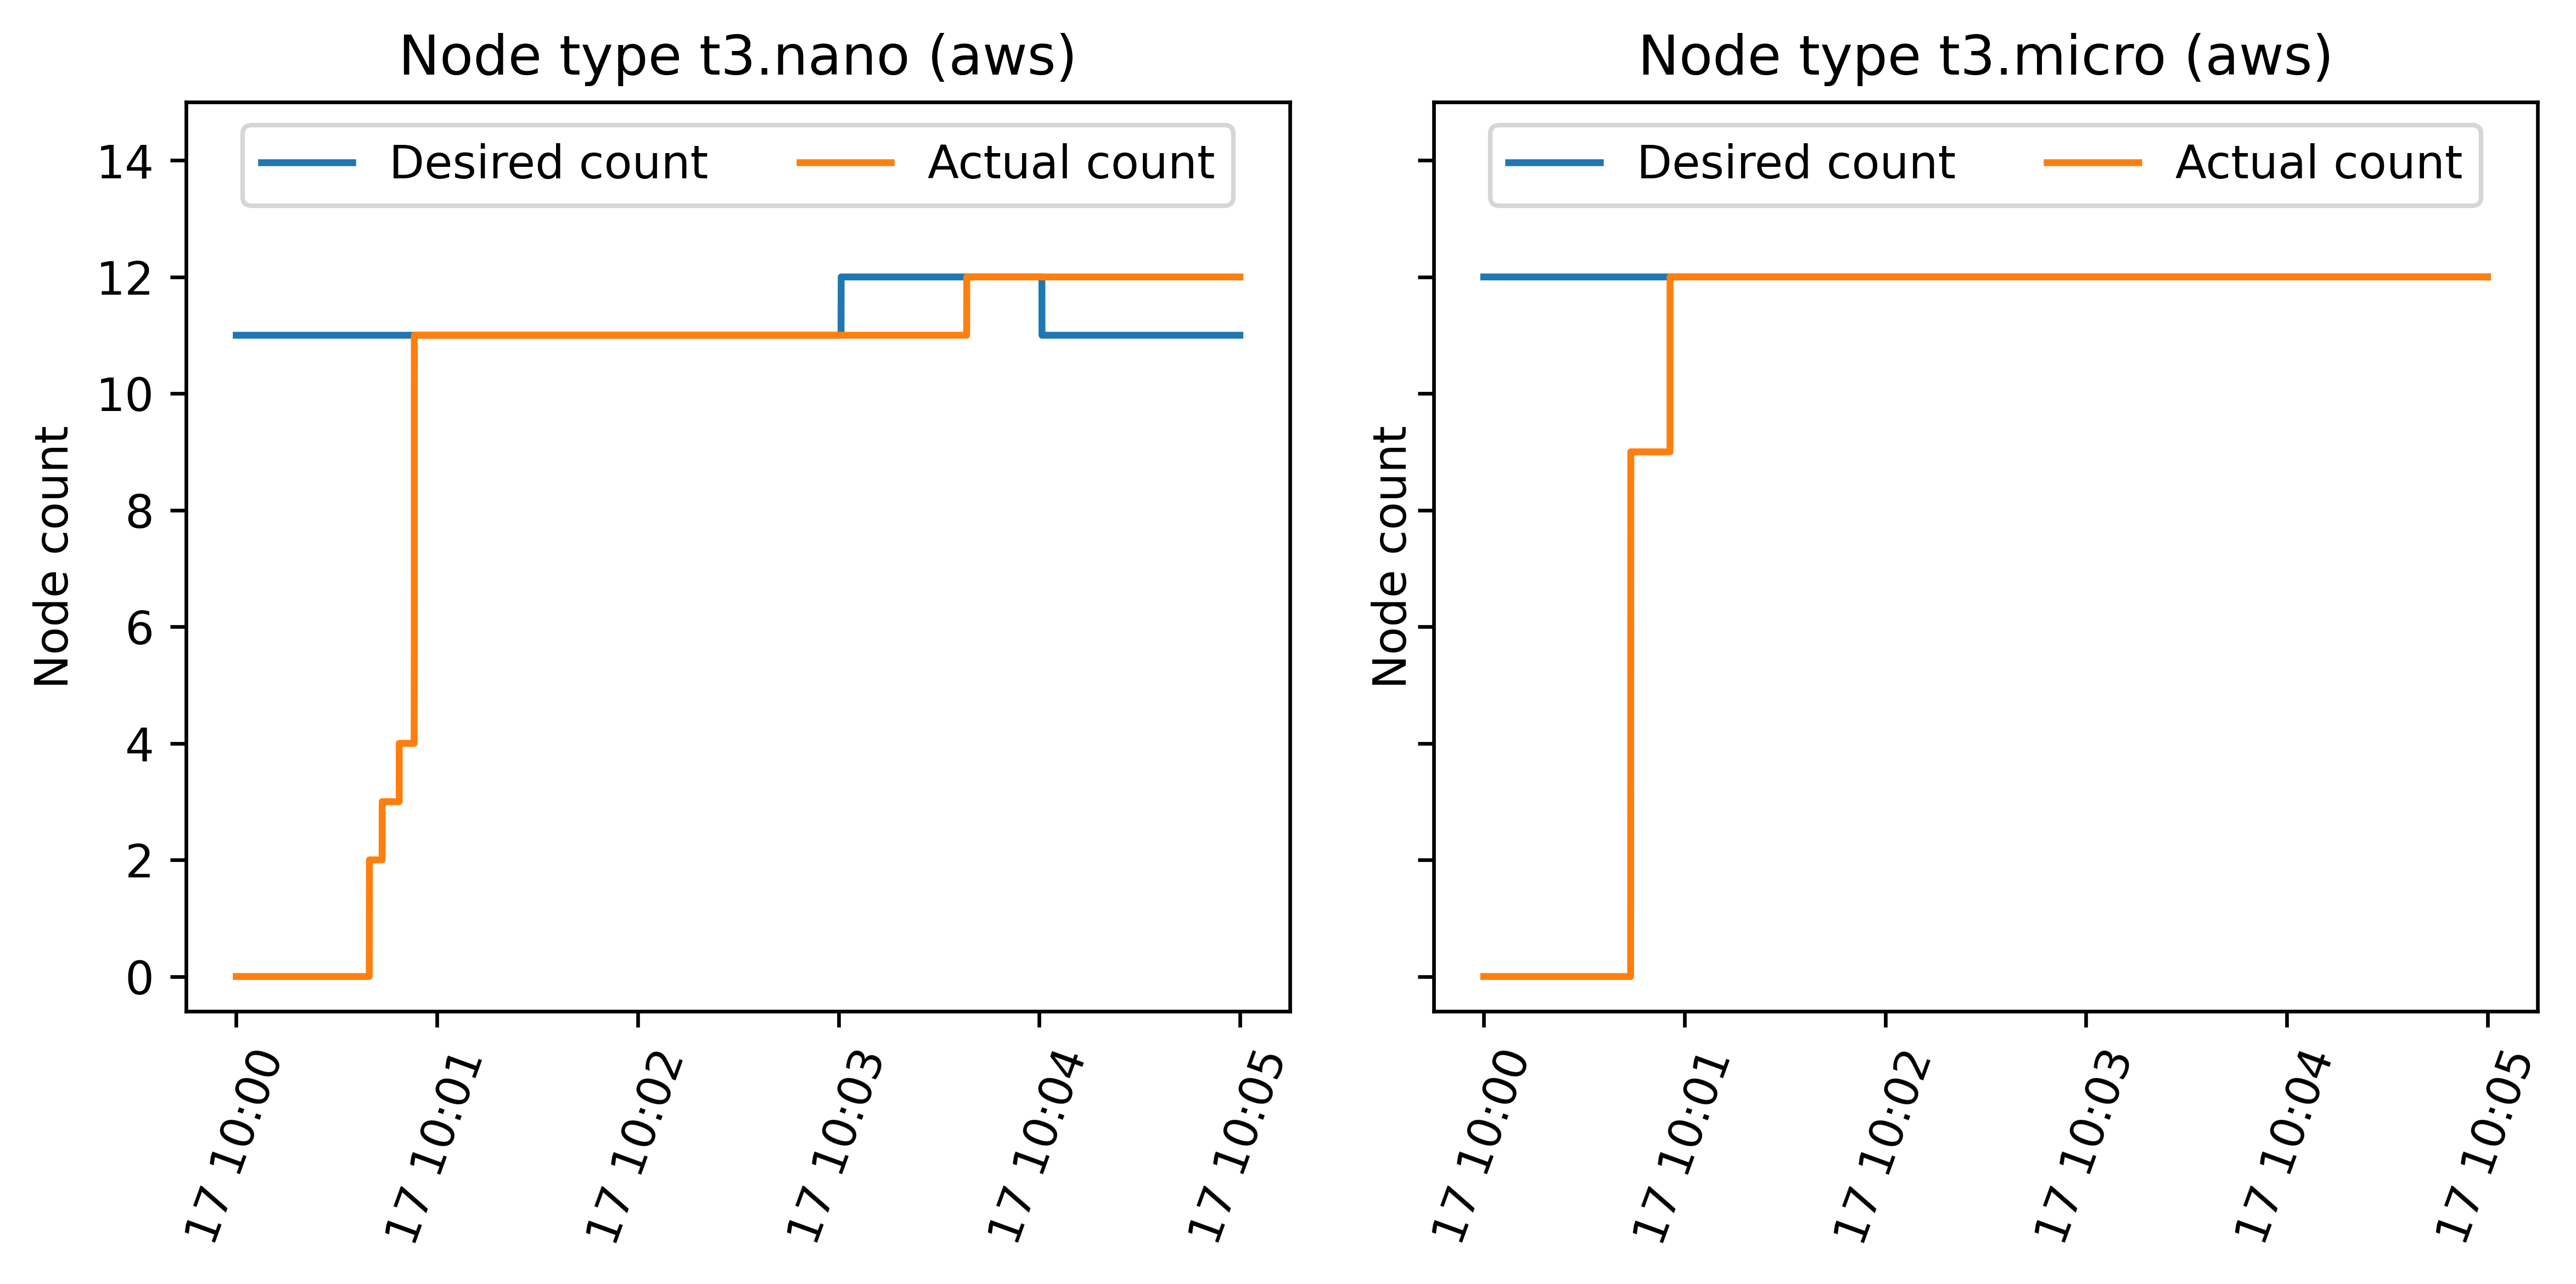 Node type t3.nano (aws)
Desired count
Actual count
Node count
14
12
10
8
6
4
2
0
17 10:00
17 10:01
17 10:02
17 10:03
17 10:04
17 10:05
Node type t3.micro (aws)
Desired count
Actual count
Node count
17 10:00
17 10:01
17 10:02
17 10:03
17 10:04
17 10:05